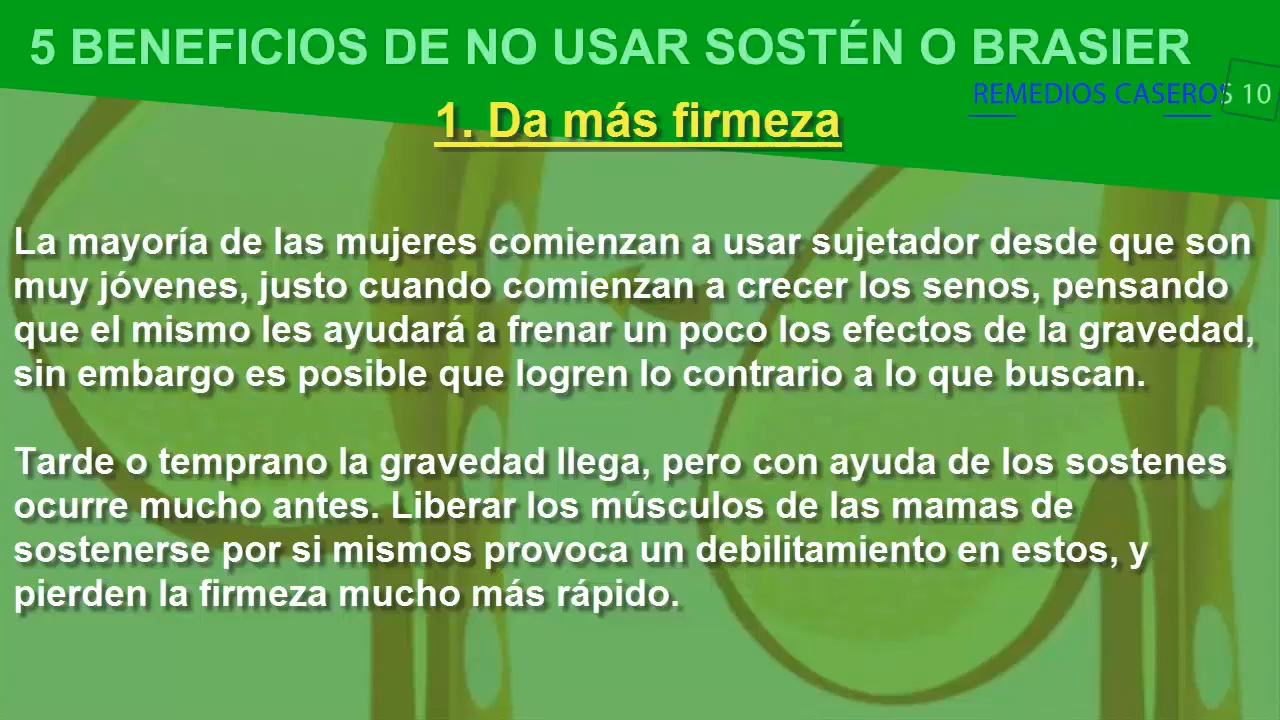 5 BENEFICIOS DE NO USAR SOSTÉN O BRASIER
REMEDIOS CASEROS 10
1. Da más firmeza
La mayoría de las mujeres comienzan a usar sujetador desde que son
muy jóvenes, justo cuando comienzan a crecer los senos, pensando
que el mismo les ayudará a frenar un poco los efectos de la gravedad,
sin embargo es posible que logren lo contrario a lo que buscan.
Tarde o temprano la gravedad llega, pero con ayuda de los sostenes
ocurre mucho antes. Liberar los músculos de las mamas de
sostenerse por si mismos provoca un debilitamiento en estos, y
pierden la firmeza mucho más rápido.